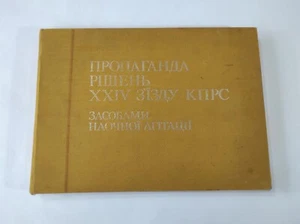 ПРОПАГАНДА
РІШЕНЬ
XXIV З'ЇЗДУ КПРС
ЗАСОБАМИ
НАОЧНОЇ АГІТАЦІЇ